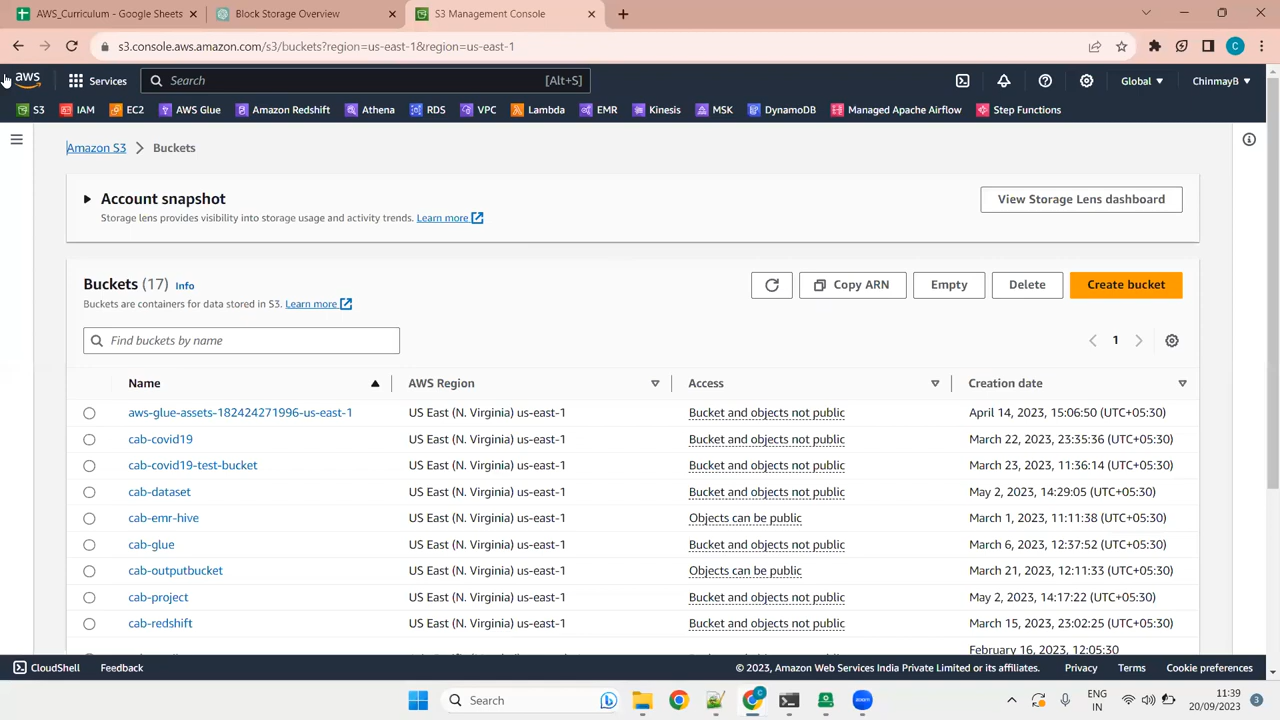 AWS_Curriculum - Google Sheets
Block Storage Overview
S3 Management Console
s3.console.aws.amazon.com/s3/buckets?region=us-east-1&region=us-east-1
C
aws
Services
Search
[Alt+S]
Global
ChinmayB
S3
IAM
EC2
AWS Glue
Amazon Redshift
Athena
RDS
VPC
Lambda
EMR
Kinesis
MSK
DynamoDB
Managed Apache Airflow
Step Functions
Amazon S3
Buckets
Account snapshot
Storage lens provides visibility into storage usage and activity trends. Learn more
View Storage Lens dashboard
Buckets (17) Info
Buckets are containers for data stored in S3. Learn more
Copy ARN
Empty
Delete
Create bucket
Find buckets by name
1
Name AWS Region Access Creation date
aws-glue-assets-182424271996-us-east-1 US East (N. Virginia) us-east-1 Bucket and objects not public April 14, 2023, 15:06:50 (UTC+05:30)
cab-covid19 US East (N. Virginia) us-east-1 Bucket and objects not public March 22, 2023, 23:35:36 (UTC+05:30)
cab-covid19-test-bucket US East (N. Virginia) us-east-1 Bucket and objects not public March 23, 2023, 11:36:14 (UTC+05:30)
cab-dataset US East (N. Virginia) us-east-1 Bucket and objects not public May 2, 2023, 14:29:05 (UTC+05:30)
cab-emr-hive US East (N. Virginia) us-east-1 Objects can be public March 1, 2023, 11:11:38 (UTC+05:30)
cab-glue US East (N. Virginia) us-east-1 Bucket and objects not public March 6, 2023, 12:37:52 (UTC+05:30)
cab-outputbucket US East (N. Virginia) us-east-1 Objects can be public March 21, 2023, 12:11:33 (UTC+05:30)
cab-project US East (N. Virginia) us-east-1 Bucket and objects not public May 2, 2023, 14:17:22 (UTC+05:30)
cab-redshift US East (N. Virginia) us-east-1 Bucket and objects not public March 15, 2023, 23:02:25 (UTC+05:30)
February 16, 2023, 12:05:30
CloudShell
Feedback
© 2023, Amazon Web Services India Private Limited or its affiliates.
Privacy
Terms
Cookie preferences
Search
ENG
IN
11:39
20/09/2023
3